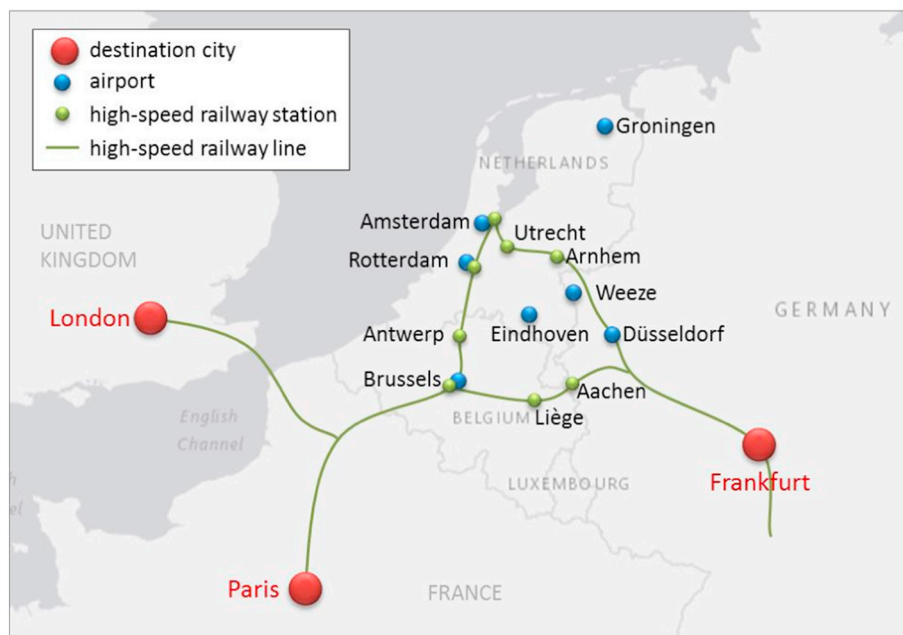 destination city
airport
high-speed railway station
high-speed railway line
Groningen
NETHERLANDS
Amsterdam
Utrecht
UNITED
KINGDOM
Rotterdam
Arnhem
Weeze
GERMANY
London
Antwerp
Eindhoven
Düsseldorf
Brussels
Aachen
English
Channel
BELGIUM
Liège
LUXEMBOURG
Frankfurt
Paris
FRANCE